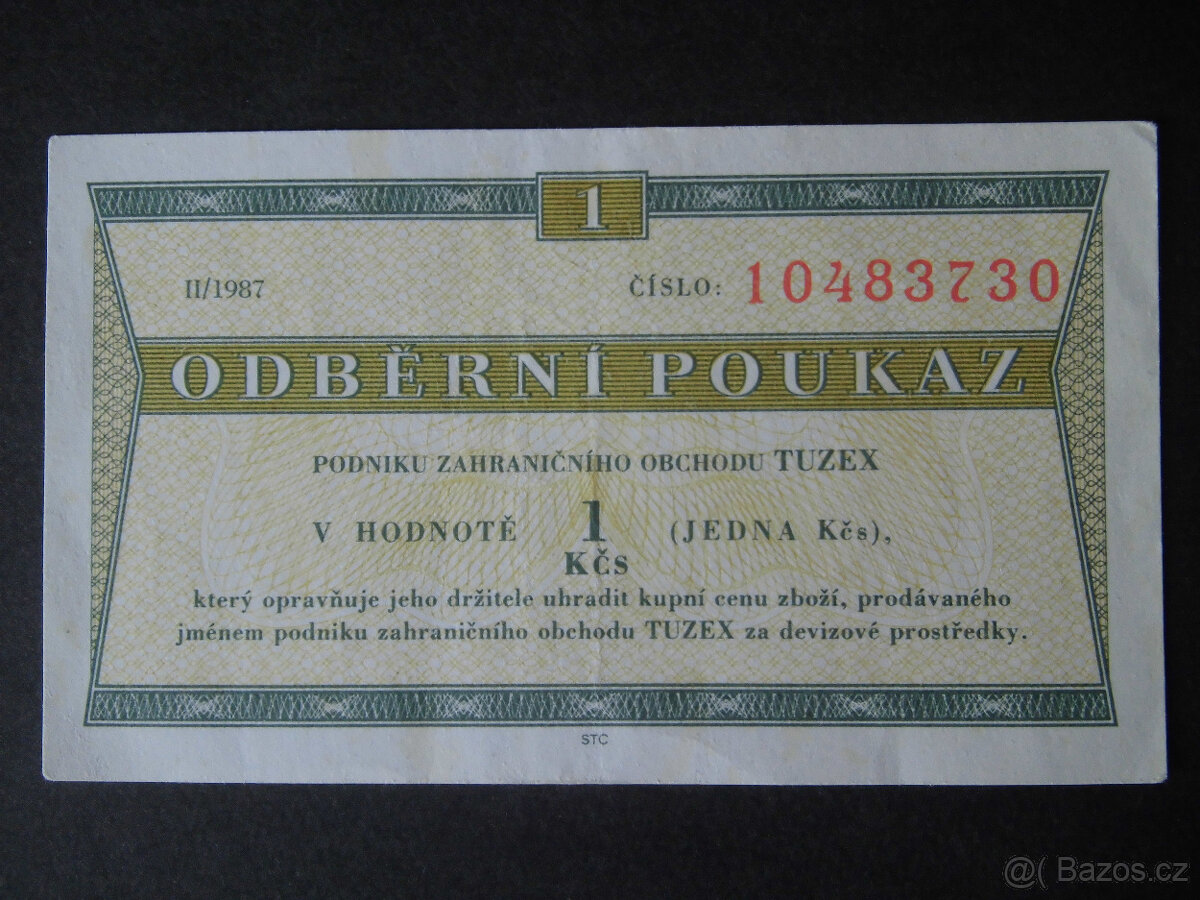 1
II/1987 ČÍSLO: 10483730
ODBĚRNÍ POUKAZ
PODNIKU ZAHRANIČNÍHO OBCHODU TUZEX
V HODNOTĚ 1 (JEDNA Kčs),
KČS
který opravňuje jeho držitele uhradit kupní cenu zboží, prodávaného
jménem podniku zahraničního obchodu TUZEX za devizové prostředky.
STC
@( Bazos.cz